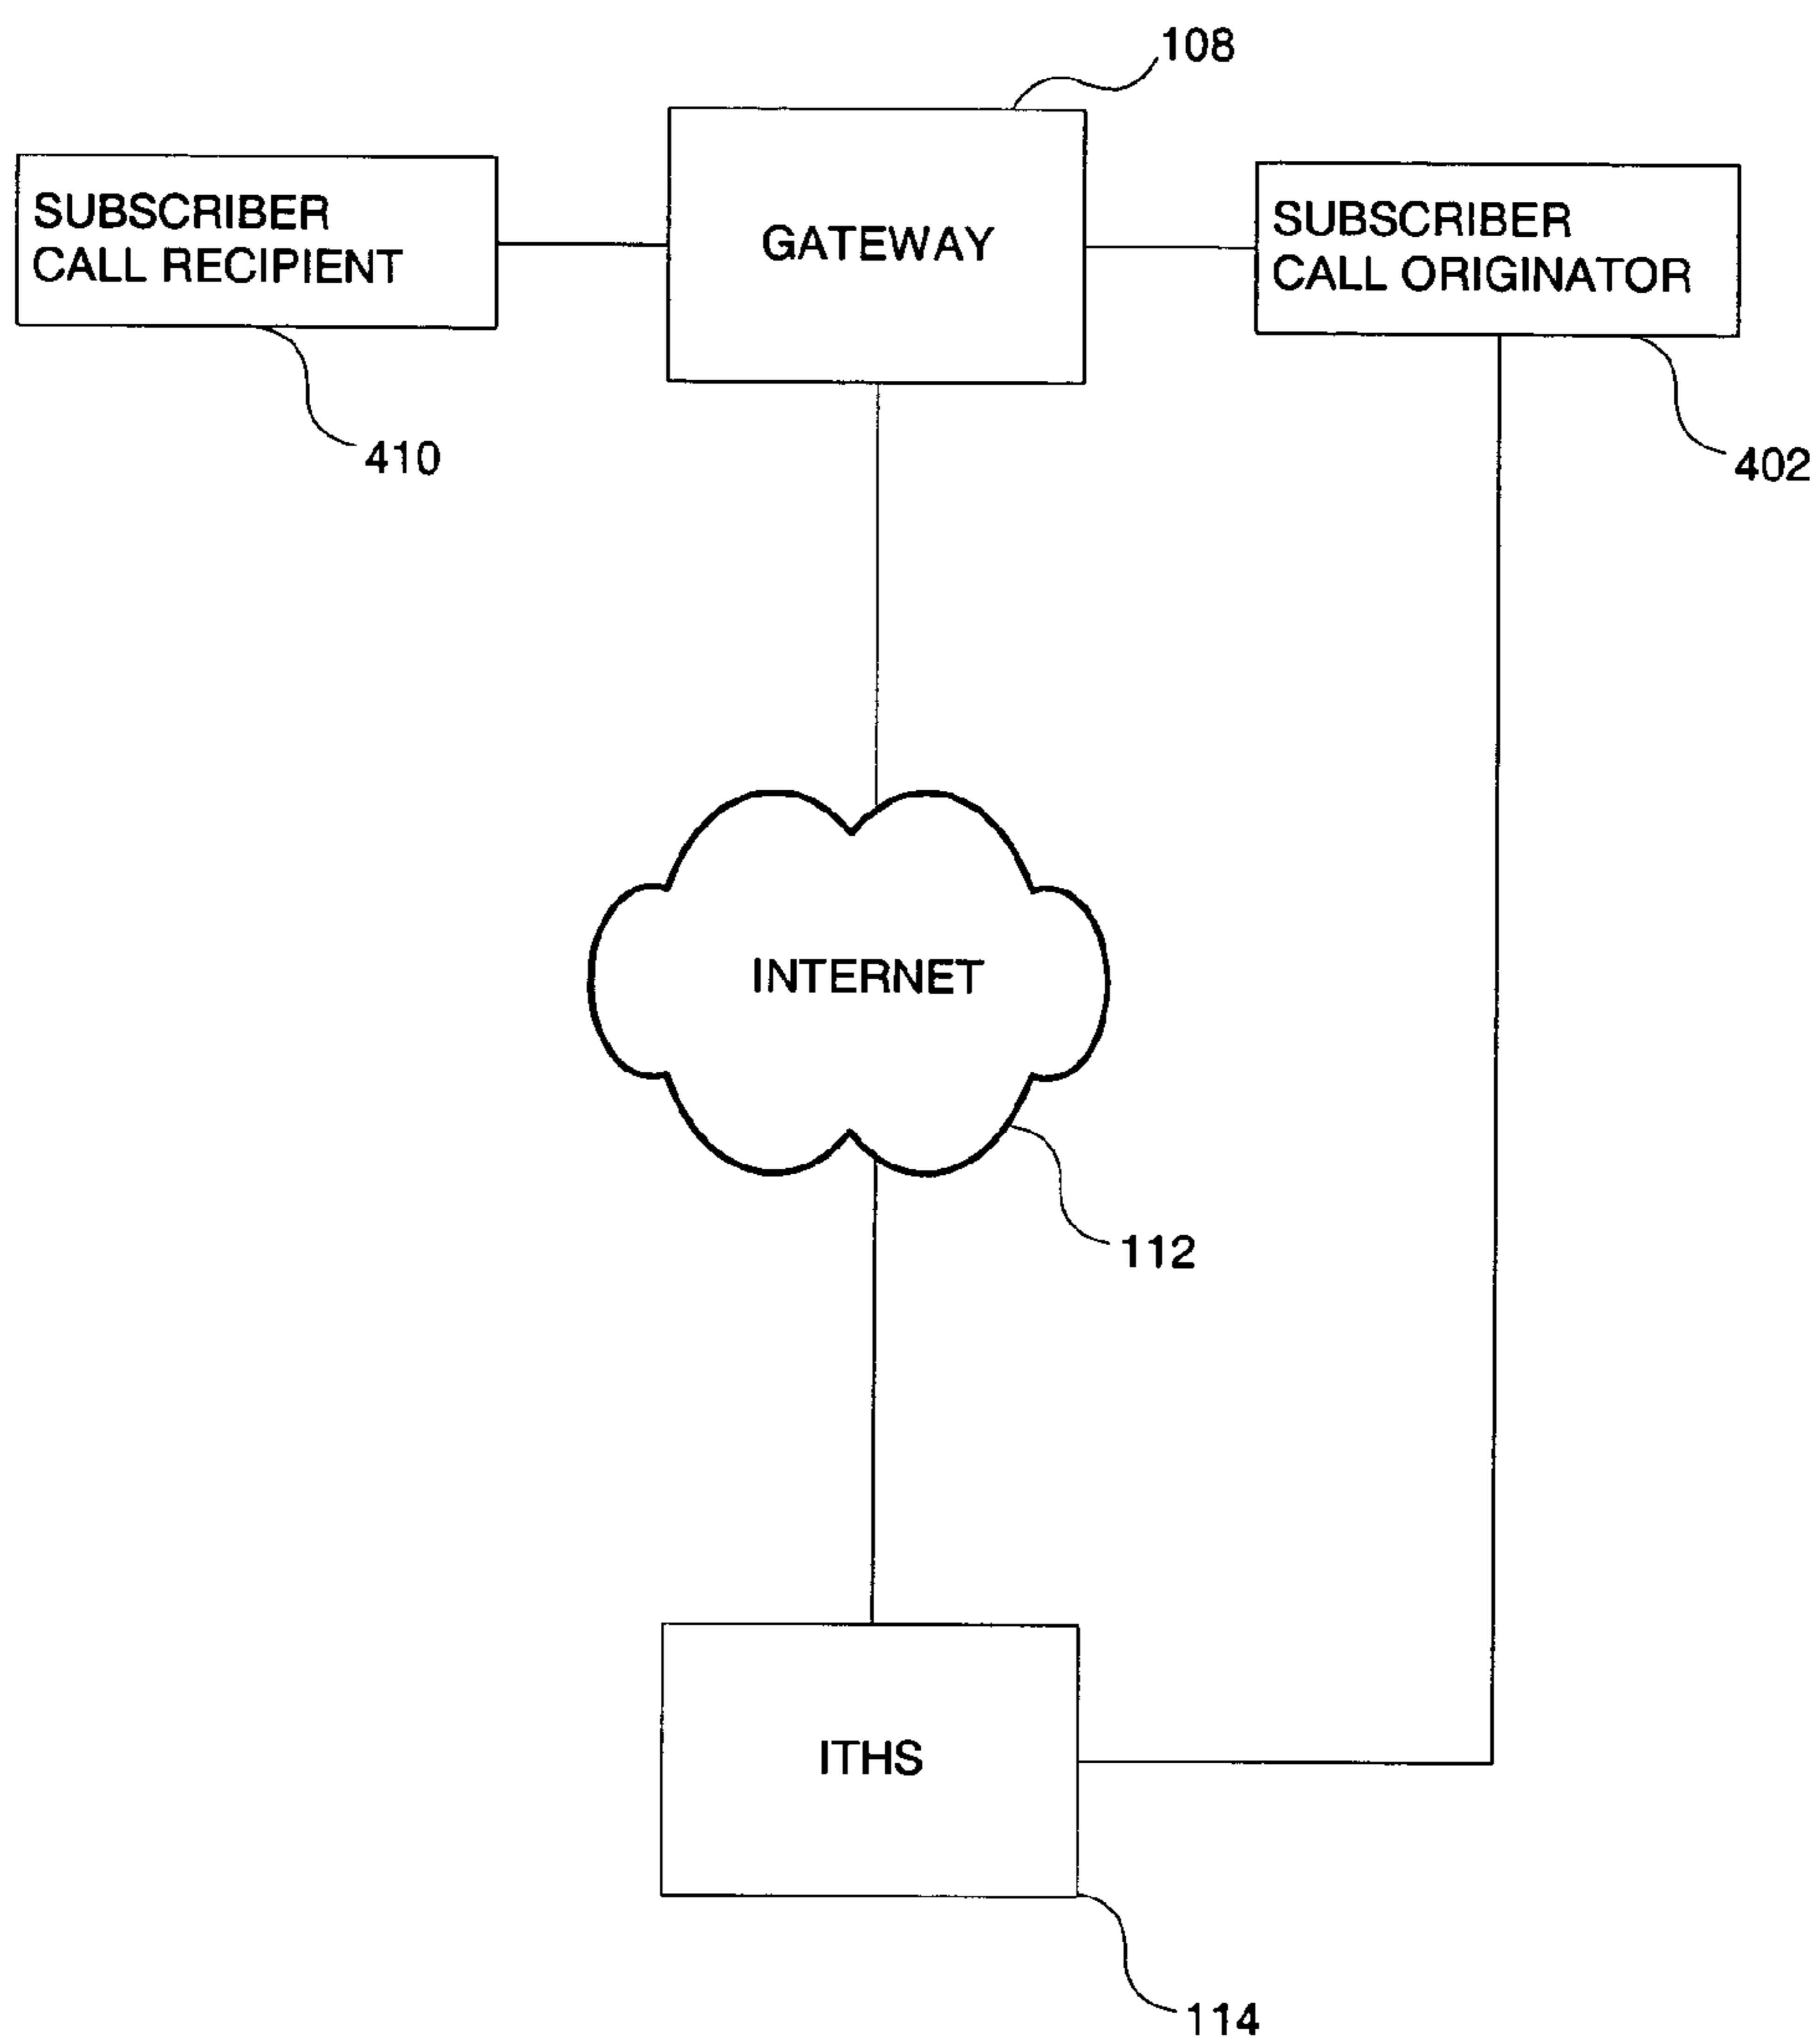 108
SUBSCRIBER
CALL RECIPIENT
GATEWAY
SUBSCRIBER
CALL ORIGINATOR
410
402
INTERNET
112
ITHS
114